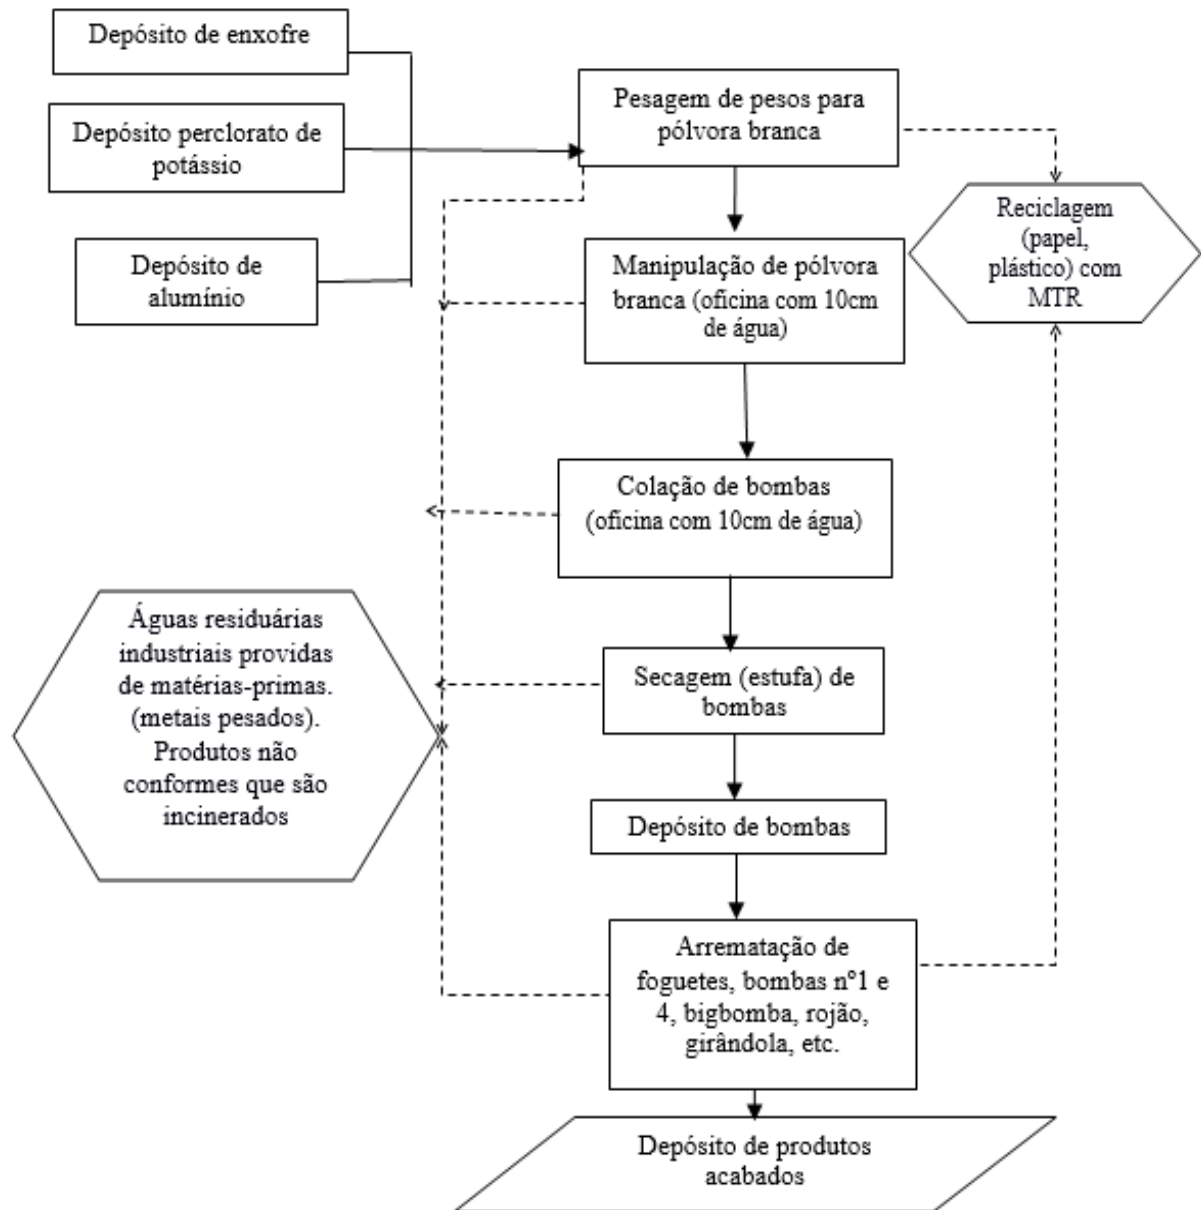 Depósito de enxofre
Depósito perclorato de
potássio
Depósito de
alumínio
Pesagem de pesos para
pólvora branca
Reciclagem
(papel,
plástico) com
MTR
Manipulação de pólvora
branca (oficina com 10cm
de água)
Colação de bombas
(oficina com 10cm de água)
Águas residuárias
industriais providas
de matérias-primas.
(metais pesados).
Produtos não
conformes que são
incinerados
Secagem (estufa) de
bombas
Depósito de bombas
Arrematação de
foguetes, bombas nº1 e
4, bigbomba, rojão,
girândola, etc.
Depósito de produtos
acabados